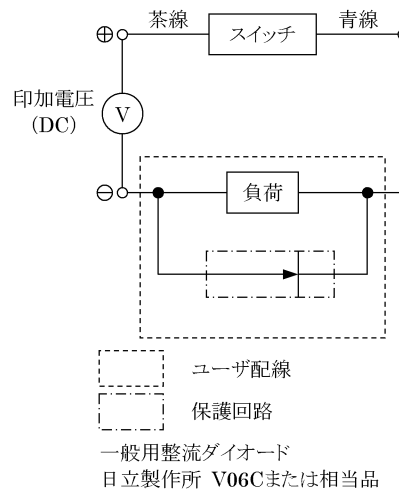 ⊕
茶線
スイッチ
青線
印加電圧
(DC)
V
⊖
負荷
ユーザ配線
保護回路
一般用整流ダイオード
日立製作所 V06Cまたは相当品